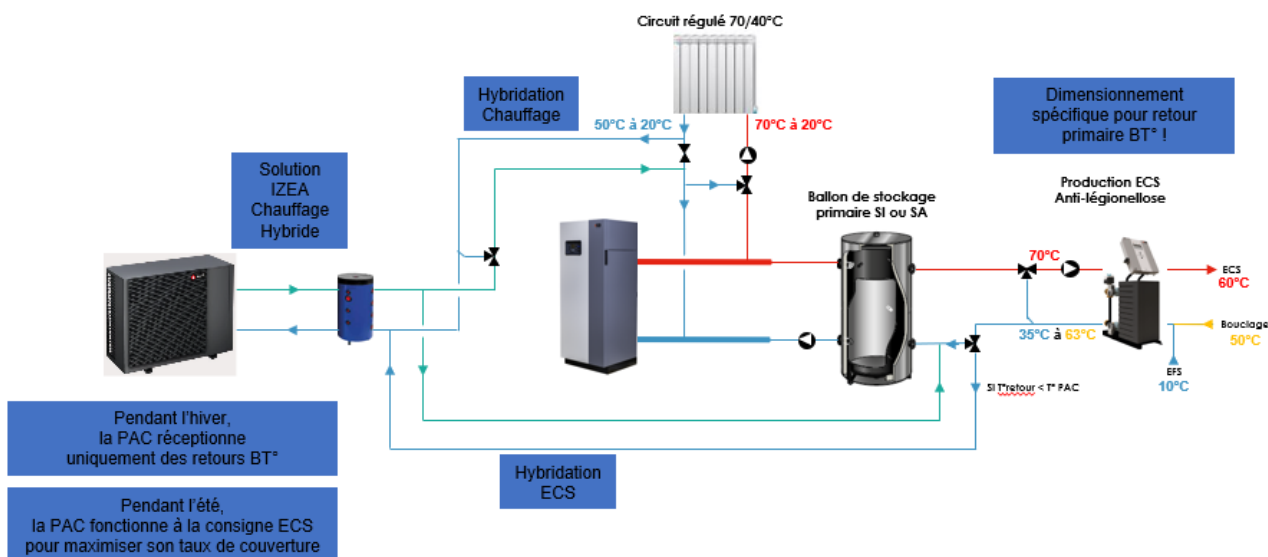 Circuit régulé 70/40°C
Hybridation
Chauffage
50°C à 20°C
70°C à 20°C
Dimensionnement
spécifique pour retour
primaire BT° !
Solution
IZEA
Chauffage
Hybride
Ballon de stockage
primaire SI ou SA
Production ECS
Anti-légionellose
70°C
ECS
60°C
35°C à 63°C
Bouclage
50°C
EFS
10°C
SI T°retour < T° PAC
Pendant l'hiver,
la PAC réceptionne
uniquement des retours BT°
Hybridation
ECS
Pendant l'été,
la PAC fonctionne à la consigne ECS
pour maximiser son taux de couverture